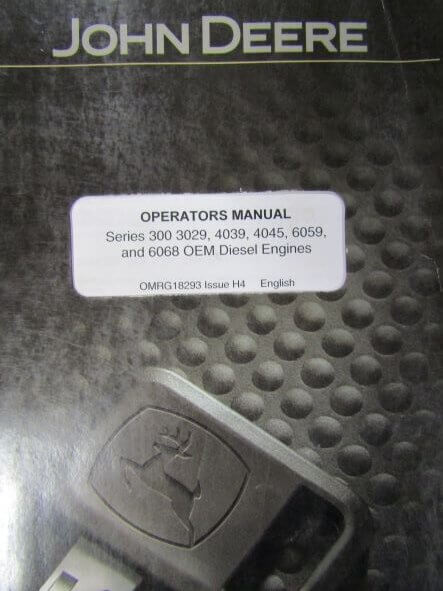 JOHN DEERE
OPERATORS MANUAL
Series 300 3029, 4039, 4045, 6059,
and 6068 OEM Diesel Engines
OMRG18293 Issue H4 English